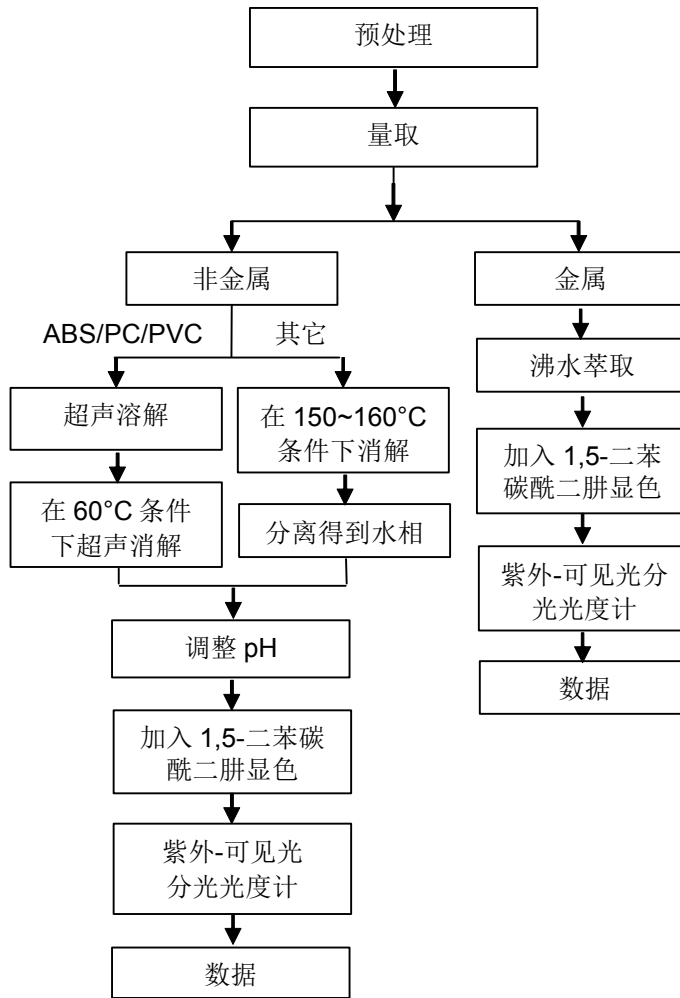 预处理
量取
非金属
金属
ABS/PC/PVC
其它
沸水萃取
超声溶解
在 150~160°C
条件下消解
加入 1,5-二苯
碳酰二肼显色
在 60°C 条件
下超声消解
分离得到水相
紫外-可见光分
光光度计
调整 pH
数据
加入 1,5-二苯碳
酰二肼显色
紫外-可见光
分光光度计
数据